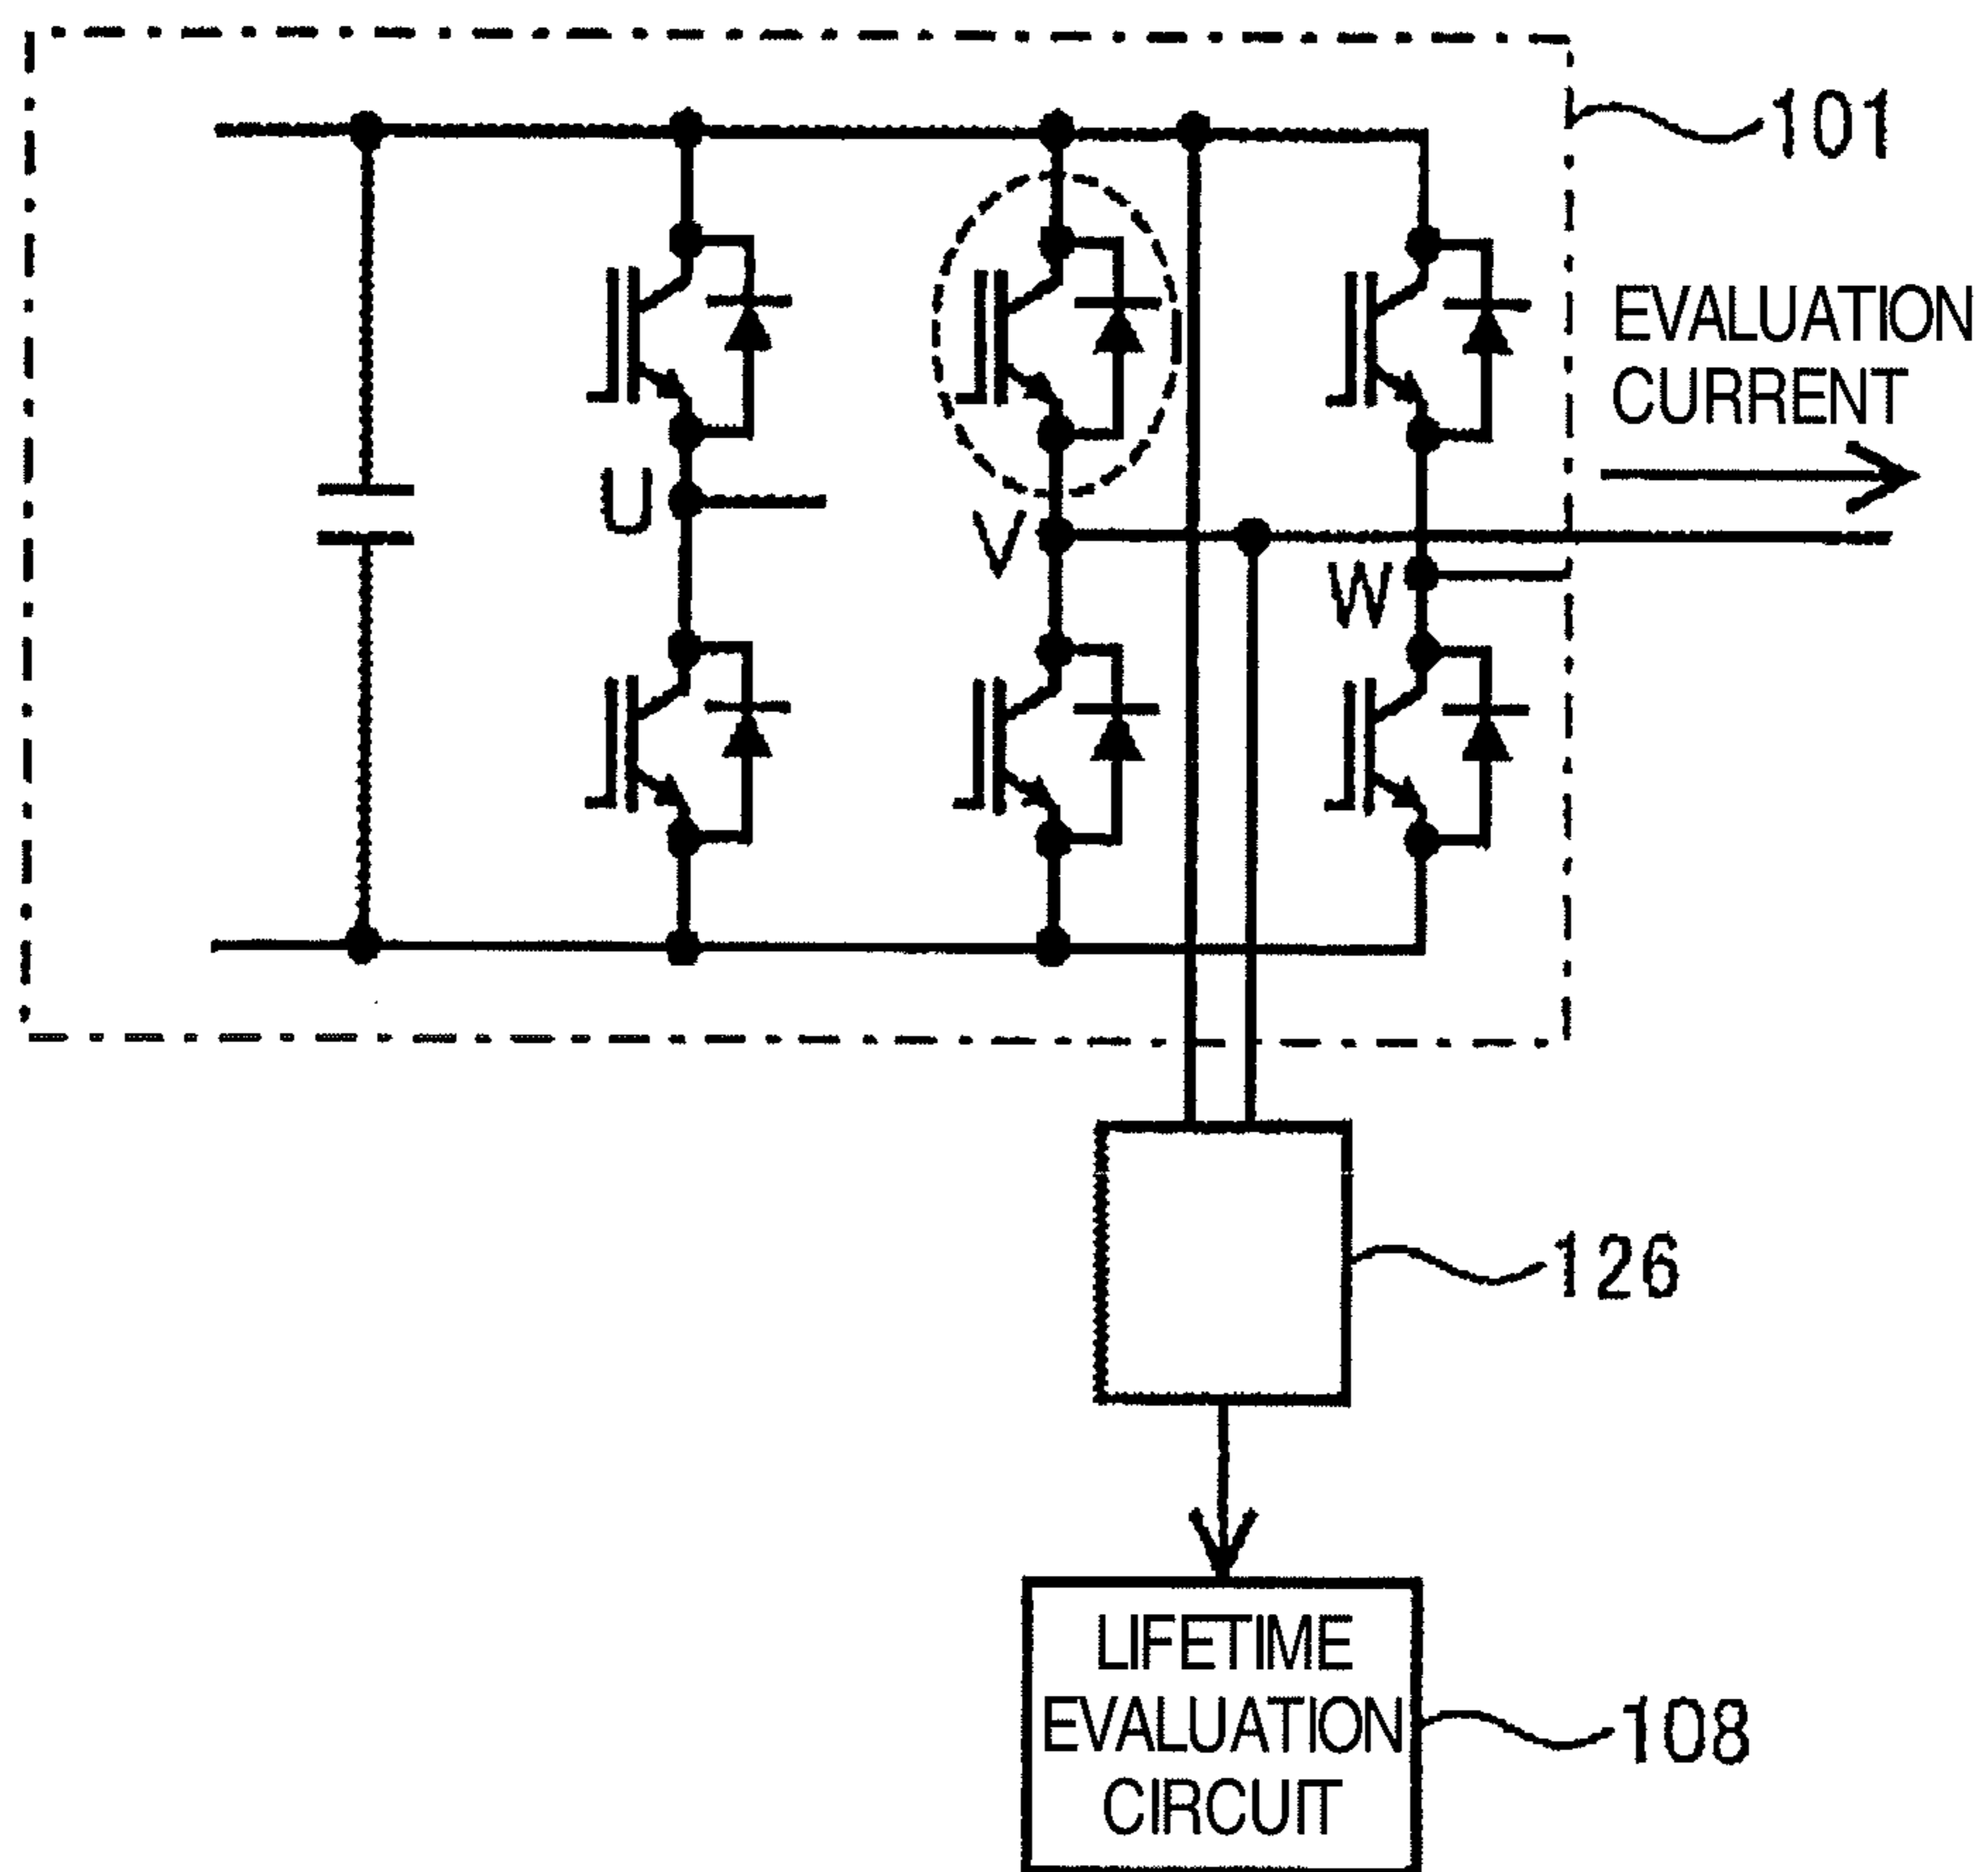 101
EVALUATION
CURRENT
U
V
W
126
LIFETIME
EVALUATION
CIRCUIT
108